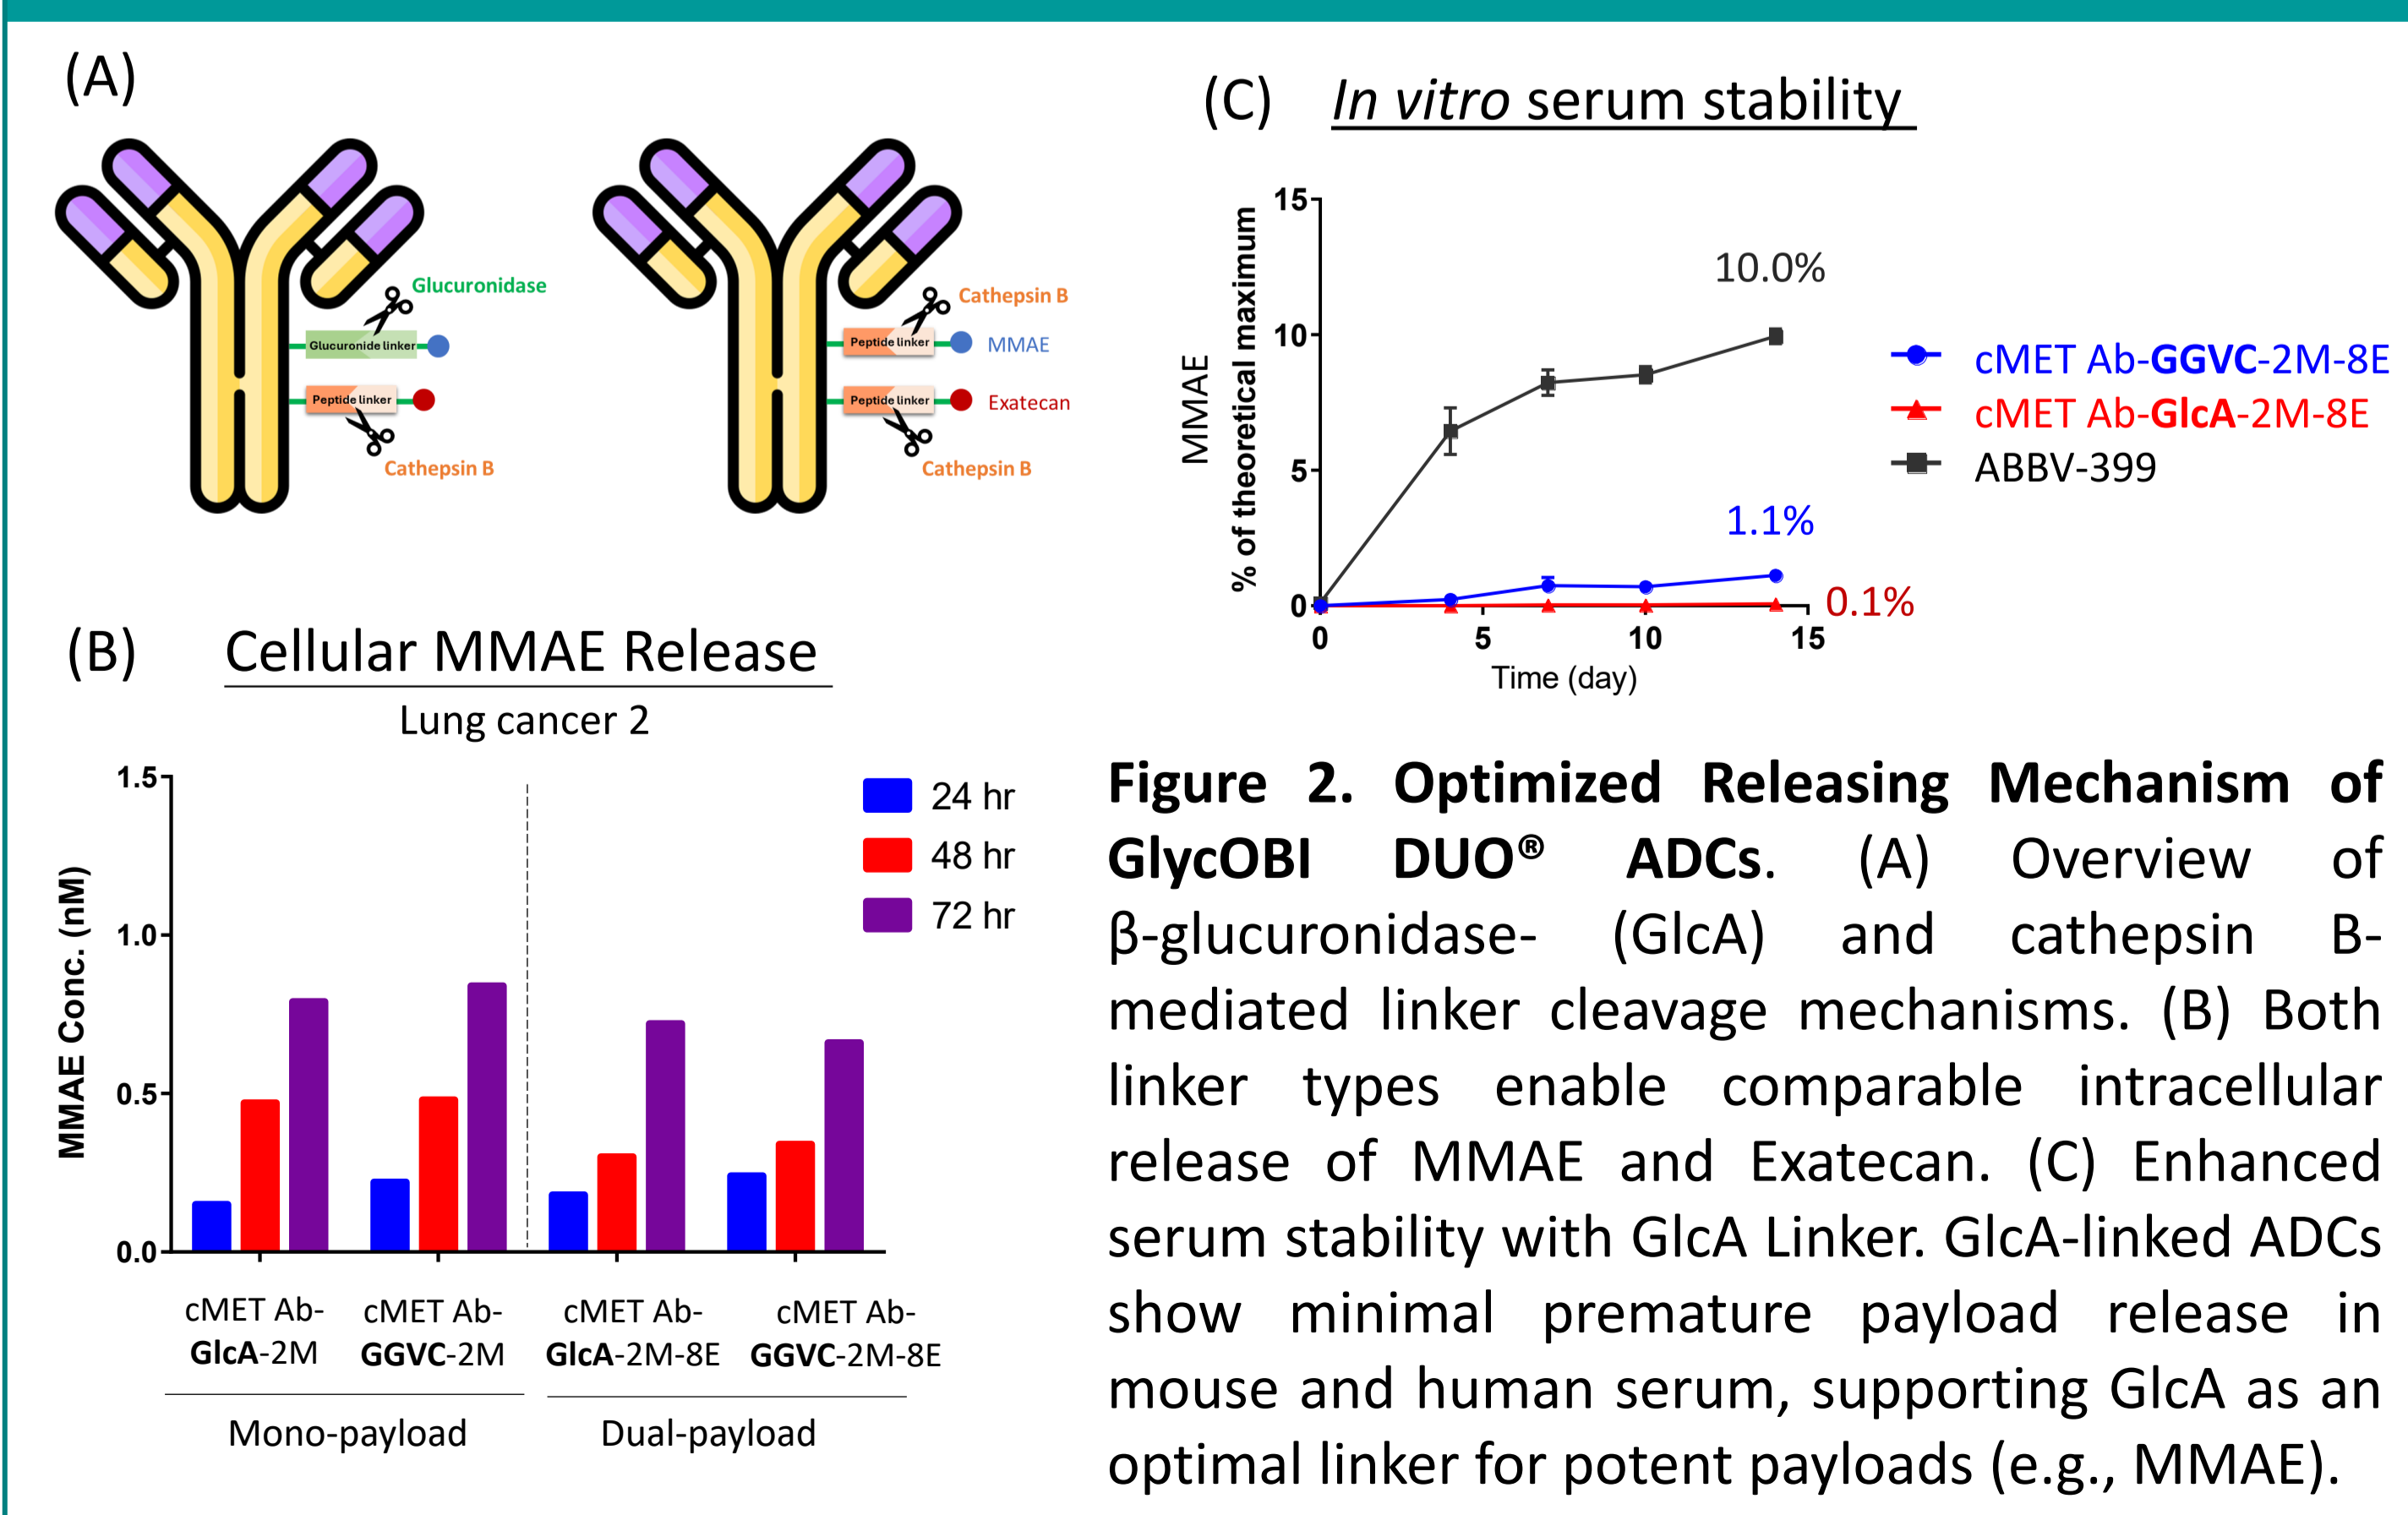 (A)
Glucuronidase
Glucuronide linker
Peptide linker
Cathepsin B
Cathepsin B
Peptide linker
MMAE
Peptide linker
Exatecan
Cathepsin B
(B) Cellular MMAE Release
Lung cancer 2
MMAE Conc. (nM)
1.5
1.0
0.5
0.0
24 hr
48 hr
72 hr
cMET Ab-
GlcA-2M
cMET Ab-
GGVC-2M
cMET Ab-
GlcA-2M-8E
cMET Ab-
GGVC-2M-8E
Mono-payload
Dual-payload
(C) In vitro serum stability
MMAE
% of theoretical maximum
15
10
5
0
0 5 10 15
Time (day)
10.0%
1.1%
0.1%
cMET Ab-GGVC-2M-8E
cMET Ab-GlcA-2M-8E
ABBV-399
Figure 2. Optimized Releasing Mechanism of
GlycOBI DUO® ADCs. (A) Overview of
β-glucuronidase- (GlcA) and cathepsin B-
mediated linker cleavage mechanisms. (B) Both
linker types enable comparable intracellular
release of MMAE and Exatecan. (C) Enhanced
serum stability with GlcA Linker. GlcA-linked ADCs
show minimal premature payload release in
mouse and human serum, supporting GlcA as an
optimal linker for potent payloads (e.g., MMAE).